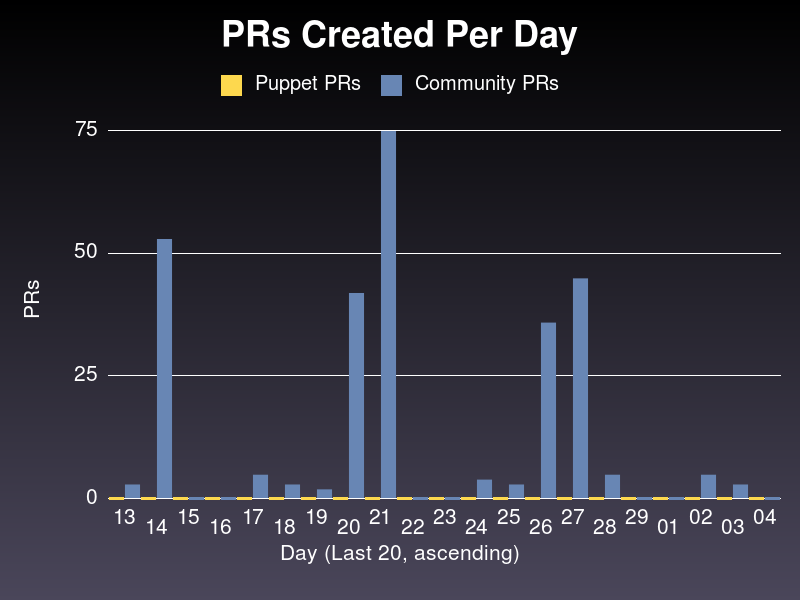 PRs Created Per Day
Puppet PRs Community PRs
75
50
25
0
PRs
13 14 15 16 17 18 19 20 21 22 23 24 25 26 27 28 29 01 02 03 04
Day (Last 20, ascending)